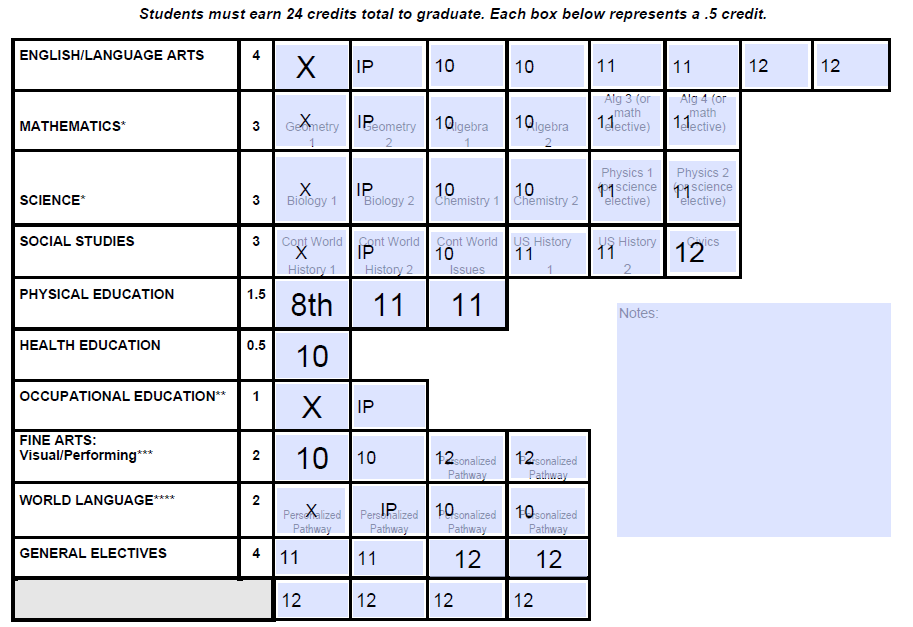 Students must earn 24 credits total to graduate. Each box below represents a .5 credit.
ENGLISH/LANGUAGE ARTS 4 X IP 10 10 11 11 12 12
MATHEMATICS* 3 X IP 10 10 11 11
Geometry 1 Geometry 2 Algebra 1 Algebra 2 Alg 3 (or math elective) Alg 4 (or math elective)
SCIENCE* 3 X IP 10 10 11 11
Biology 1 Biology 2 Chemistry 1 Chemistry 2 Physics 1 (or science elective) Physics 2 (or science elective)
SOCIAL STUDIES 3 X IP 10 11 11 12
Cont World History 1 Cont World History 2 Cont World Issues US History 1 US History 2 Civics
PHYSICAL EDUCATION 1.5 8th 11 11
Notes:
HEALTH EDUCATION 0.5 10
OCCUPATIONAL EDUCATION** 1 X IP
FINE ARTS:
Visual/Performing*** 2 10 10 12 12
Personalized Pathway Personalized Pathway
WORLD LANGUAGE**** 2 X IP 10 10
Personalized Pathway Personalized Pathway Personalized Pathway Personalized Pathway
GENERAL ELECTIVES 4 11 11 12 12
12 12 12 12